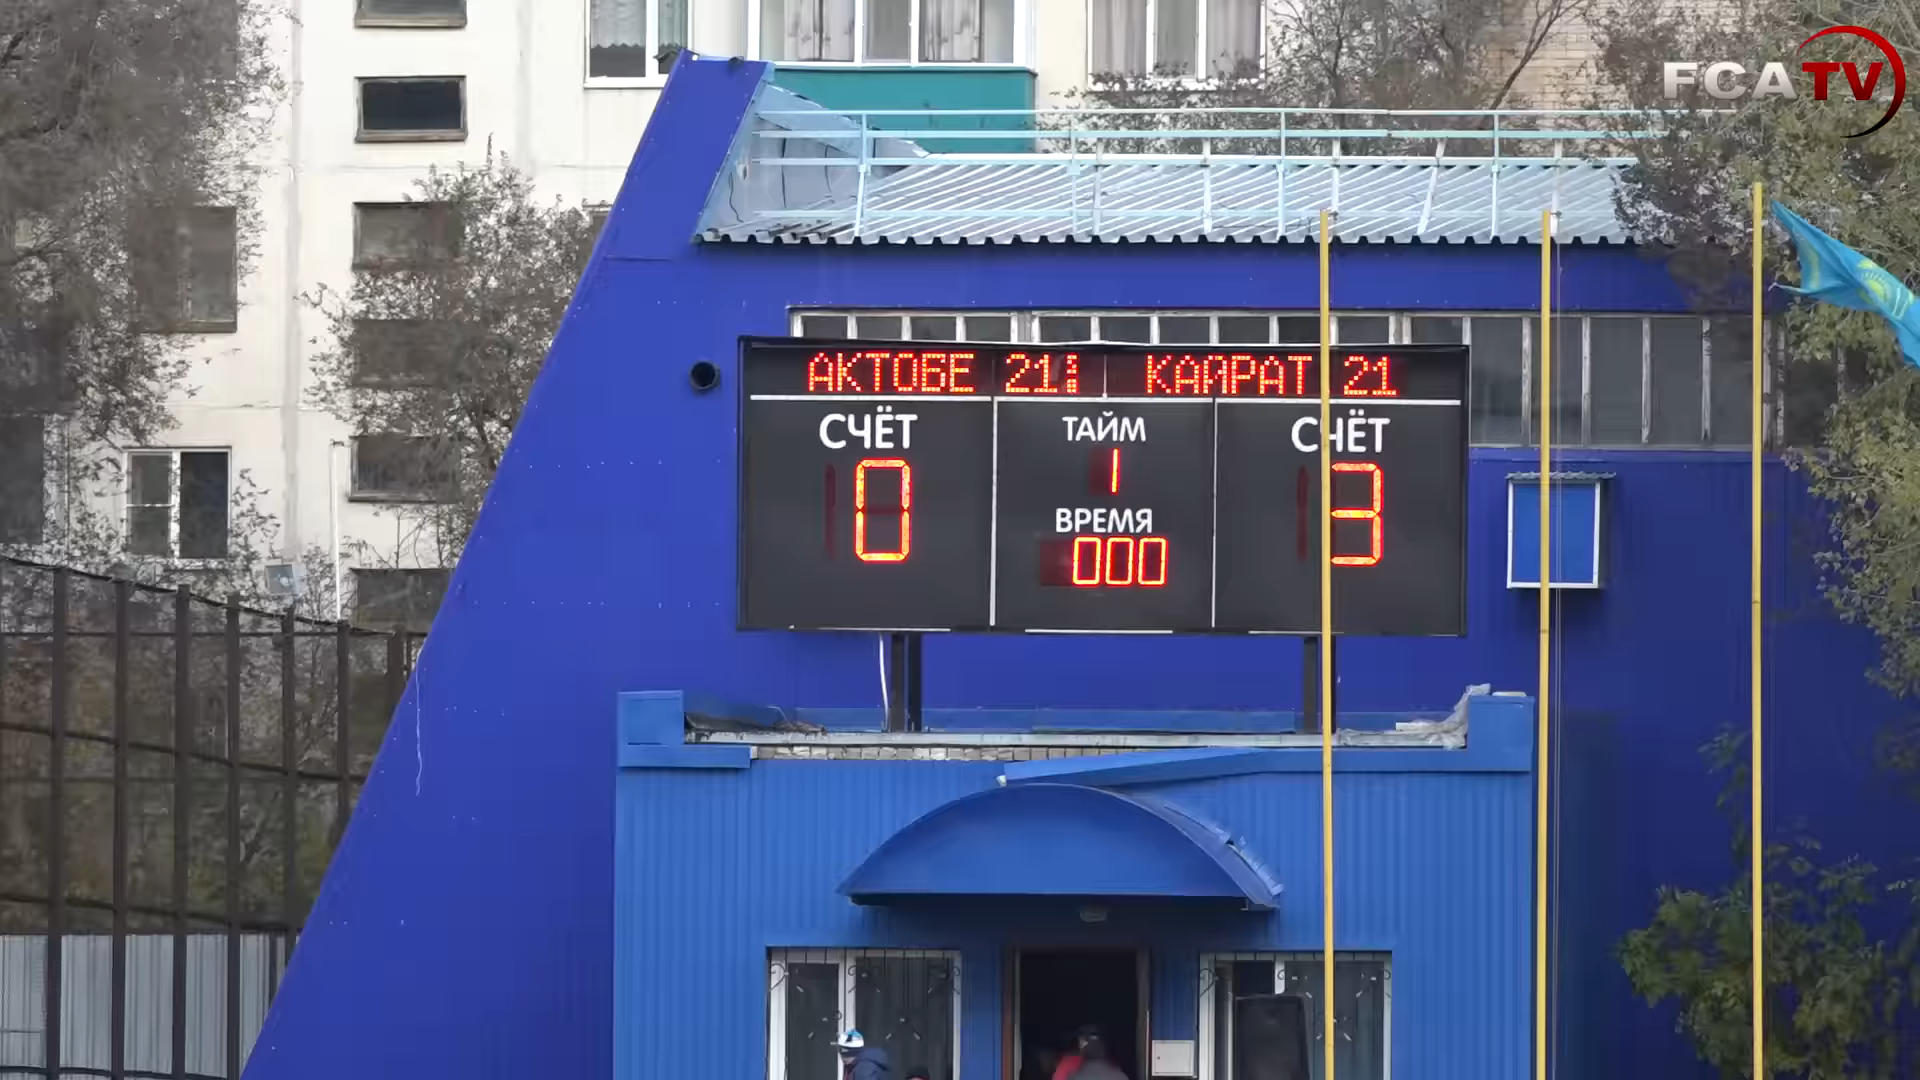 FCATV
АКТОБЕ 21 КАЙРАТ 21
СЧЁТ ТАЙМ СЧЁТ
0 1 3
ВРЕМЯ
000